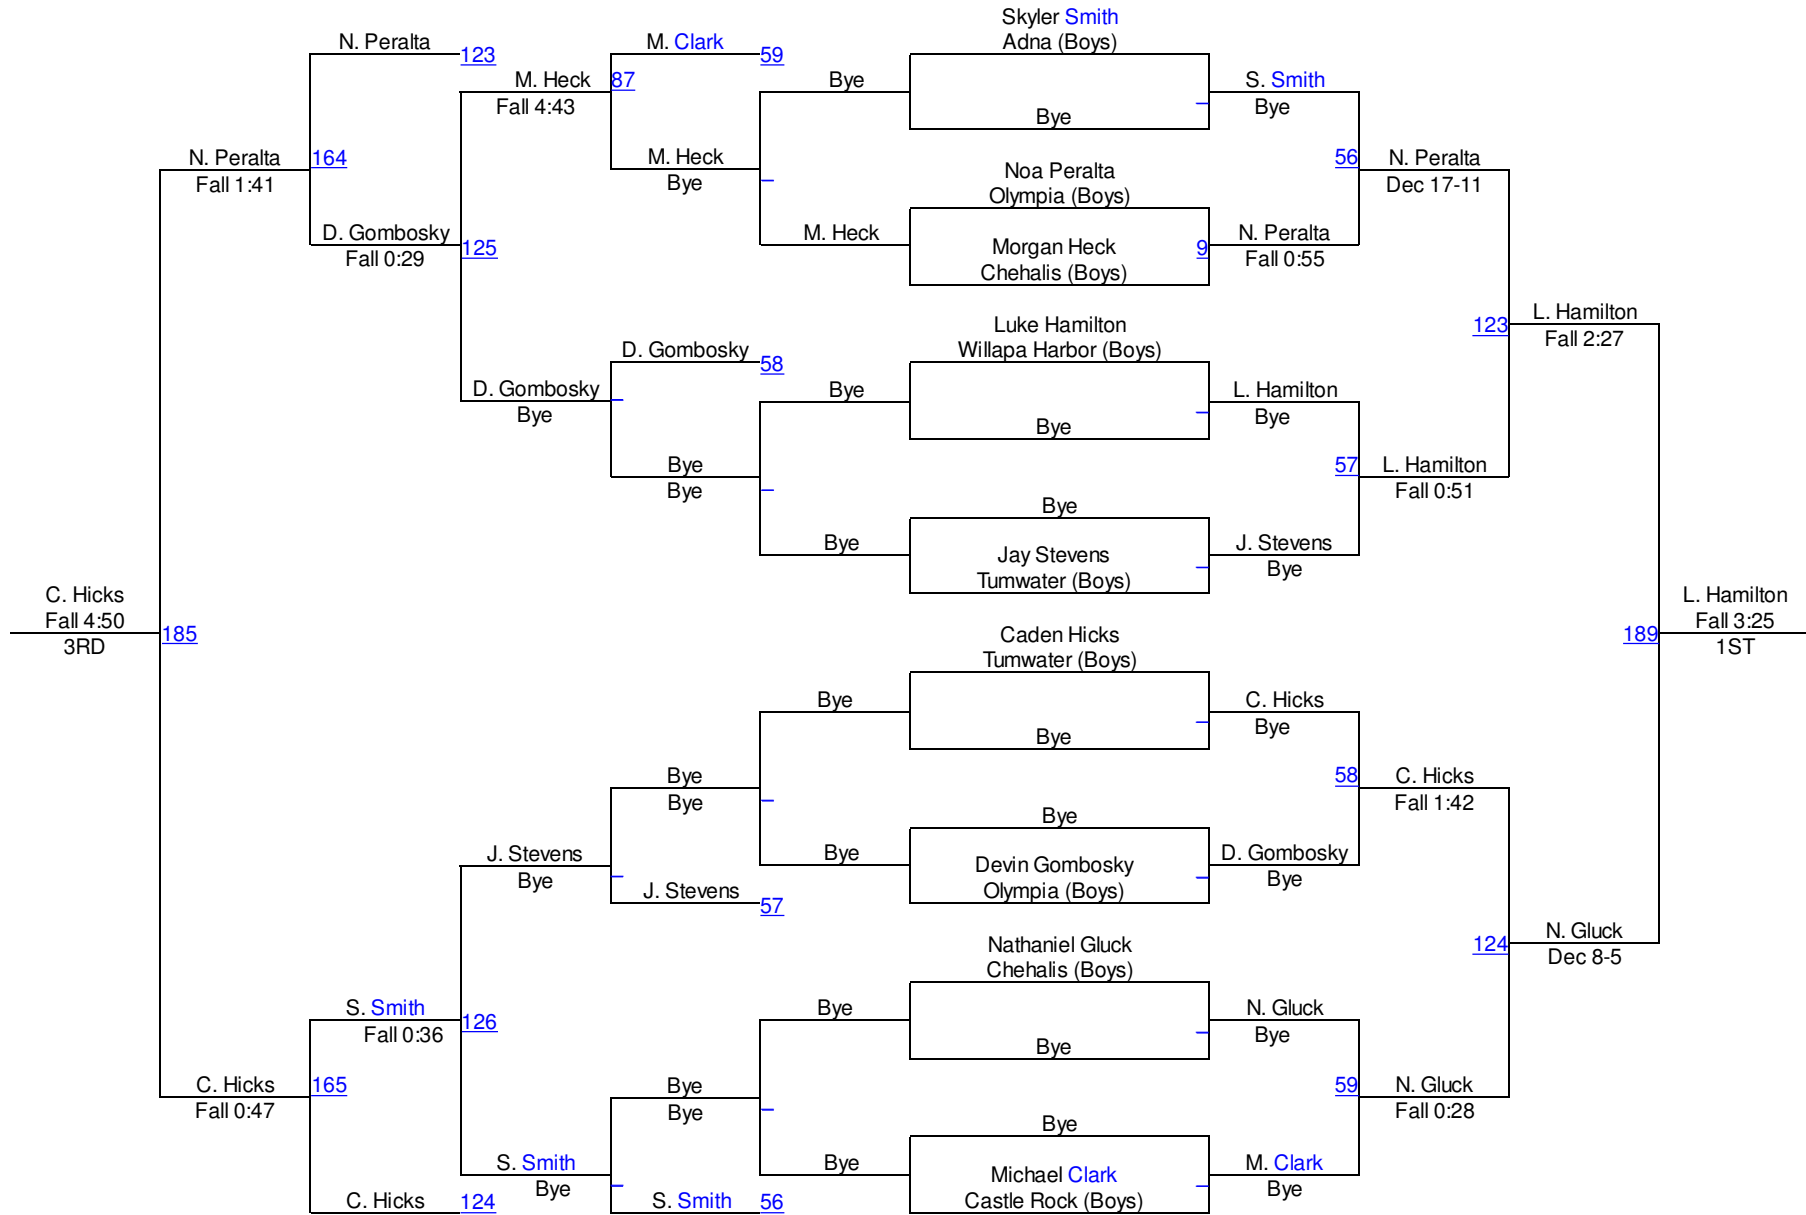 Skyler Smith
N. Peralta
M. Clark
Adna (Boys)
123
59
M. Heck
87
Bye
S. Smith
Fall 4:43
Bye
Bye
N. Peralta
164
M. Heck
56
N. Peralta
Fall 1:41
Bye
Noa Peralta
Dec 17-11
Olympia (Boys)
D. Gombosky
M. Heck
N. Peralta
Fall 0:29
125
Morgan Heck
9
Fall 0:55
Chehalis (Boys)
Luke Hamilton
123
L. Hamilton
D. Gombosky
58
Willapa Harbor (Boys)
Fall 2:27
D. Gombosky
Bye
L. Hamilton
Bye
Bye
Bye
Bye
57
L. Hamilton
Bye
Fall 0:51
Bye
Bye
Jay Stevens
J. Stevens
Tumwater (Boys)
Bye
C. Hicks
L. Hamilton
Fall 4:50
Fall 3:25
3RD
185
Caden Hicks
189
1ST
Tumwater (Boys)
Bye
C. Hicks
Bye
Bye
Bye
58
C. Hicks
Bye
Fall 1:42
Bye
J. Stevens
Bye
Devin Gombosky
D. Gombosky
Bye
Olympia (Boys)
Bye
J. Stevens
57
Nathaniel Gluck
124
N. Gluck
Chehalis (Boys)
Dec 8-5
S. Smith
126
Bye
N. Gluck
Fall 0:36
Bye
Bye
C. Hicks
165
Bye
59
N. Gluck
Fall 0:47
Bye
Fall 0:28
Bye
S. Smith
Bye
Michael Clark
M. Clark
Bye
Castle Rock (Boys)
Bye
C. Hicks
124
S. Smith
56